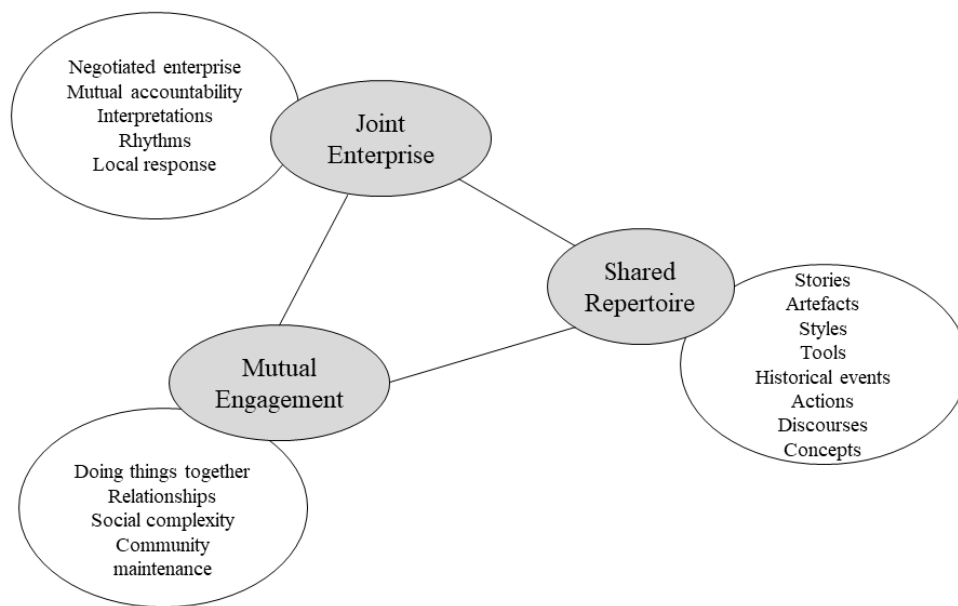 Negotiated enterprise
Mutual accountability
Interpretations
Rhythms
Local response
Joint
Enterprise
Shared
Repertoire
Stories
Artefacts
Styles
Tools
Historical events
Actions
Discourses
Concepts
Mutual
Engagement
Doing things together
Relationships
Social complexity
Community
maintenance